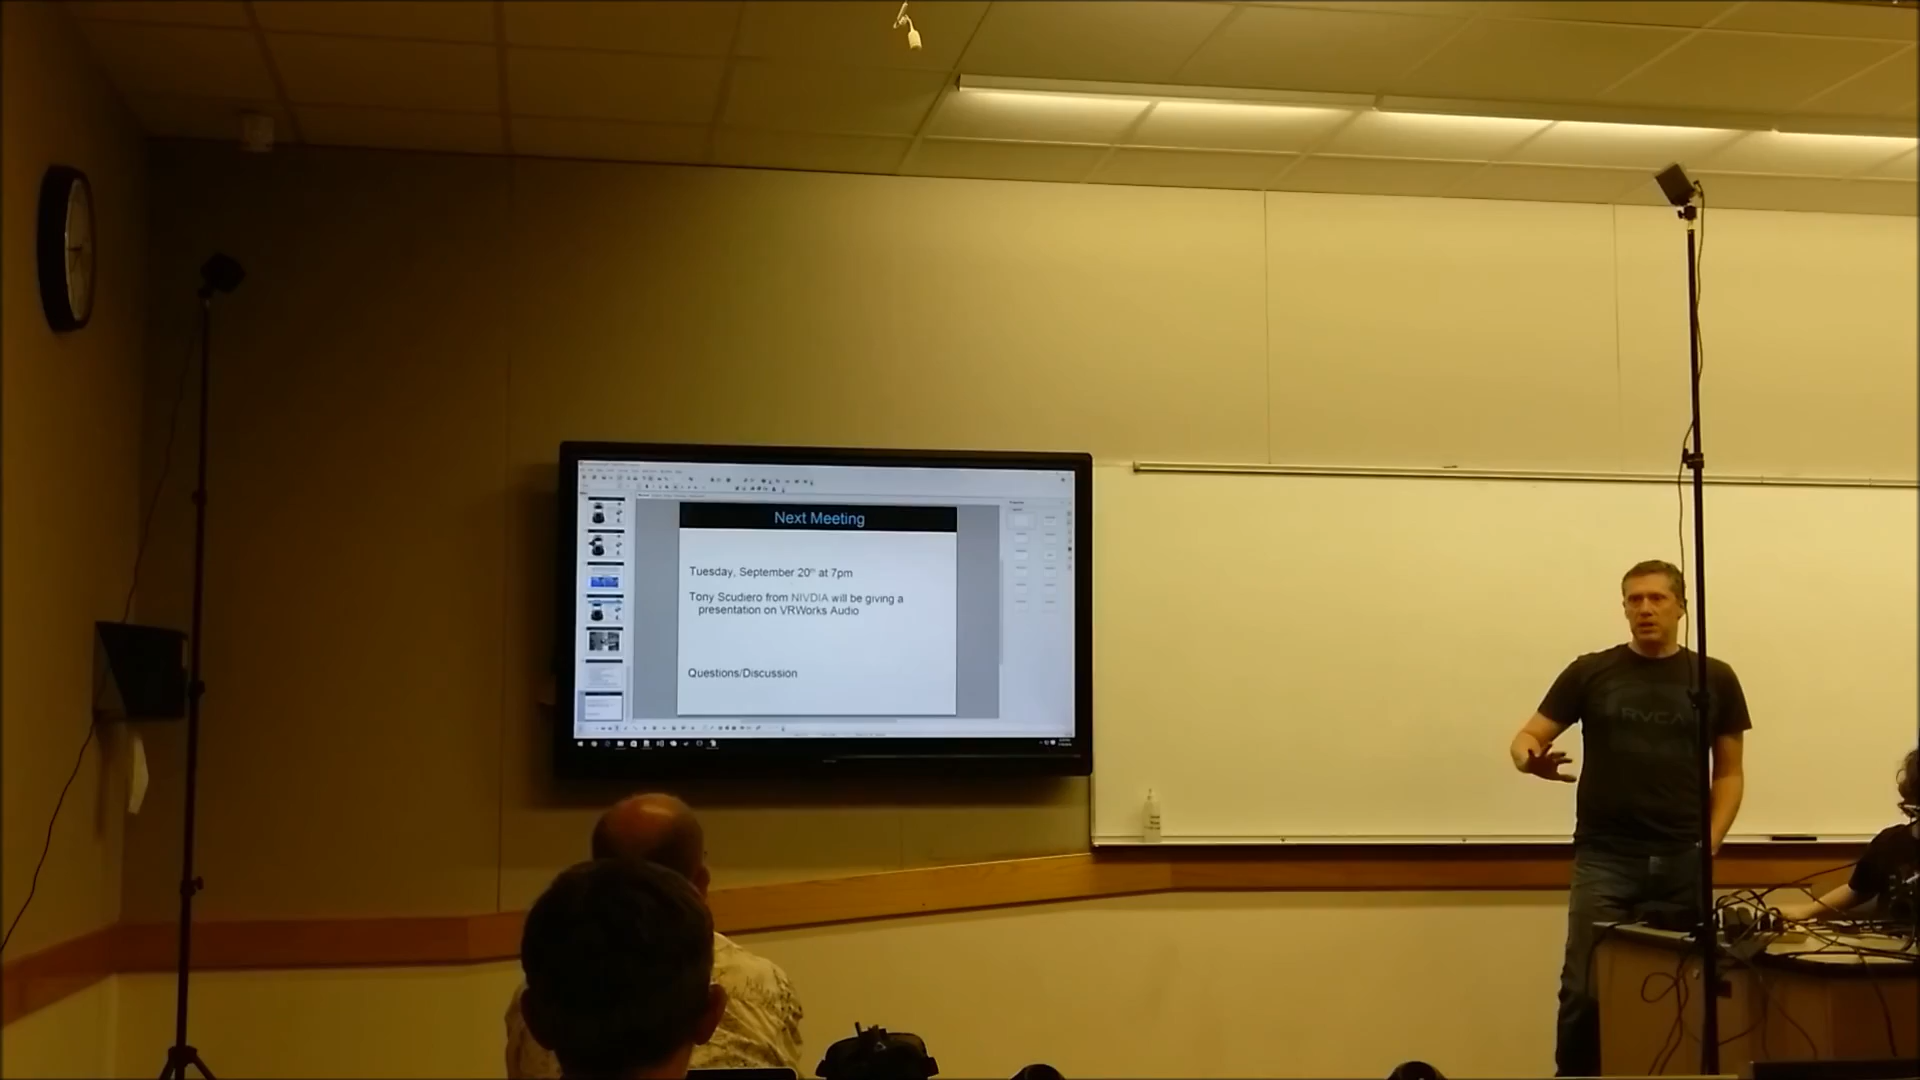 Next Meeting
Tuesday, September 20th at 7pm
Tony Scudiero from NIVDIA will be giving a
presentation on VRWorks Audio
Questions/Discussion
RVCA